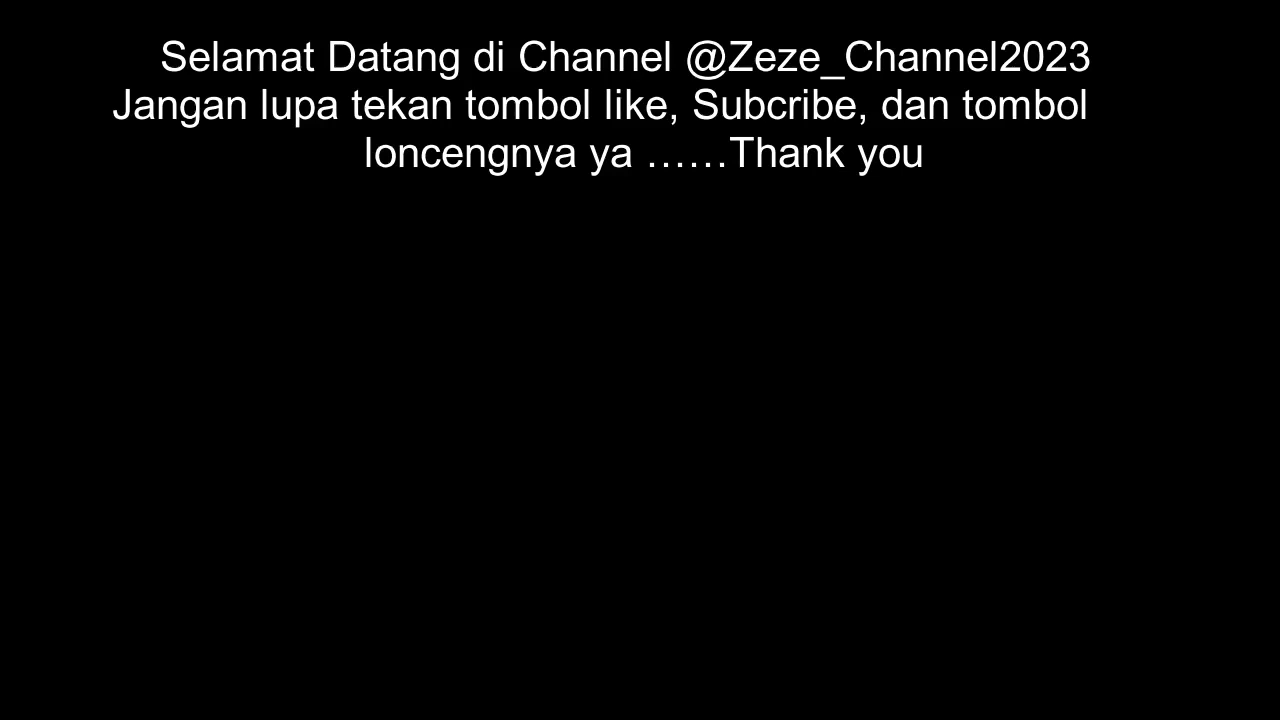 Selamat Datang di Channel @Zeze_Channel2023
Jangan lupa tekan tombol like, Subcribe, dan tombol
loncengnya ya ……Thank you